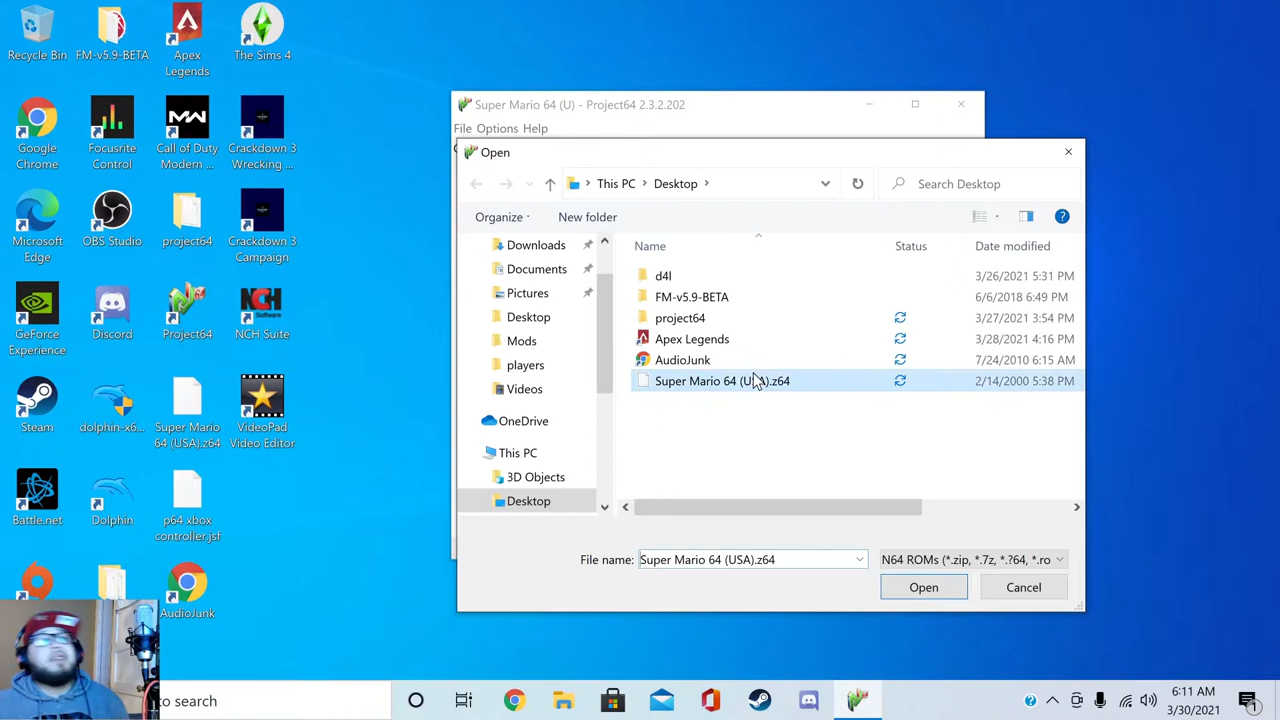 Recycle Bin
FM-v5.9-BETA
Apex
Legends
The Sims 4
Google
Chrome
Focusrite
Control
Call of Duty
Modern ...
Crackdown 3
Wrecking ...
Microsoft
Edge
OBS Studio
project64
Crackdown 3
Campaign
GeForce
Experience
Discord
Project64
NCH Suite
Steam
dolphin-x6...
Super Mario
64 (USA).z64
VideoPad
Video Editor
Battle.net
Dolphin
p64 xbox
controller.jsf
AudioJunk
Super Mario 64 (U) - Project64 2.3.2.202
File Options Help
Open
This PC
Desktop
Search Desktop
Organize
New folder
Downloads
Documents
Pictures
Desktop
Mods
players
Videos
OneDrive
This PC
3D Objects
Desktop
Name Status Date modified
d4l 3/26/2021 5:31 PM
FM-v5.9-BETA 6/6/2018 6:49 PM
project64 3/27/2021 3:54 PM
Apex Legends 3/28/2021 4:16 PM
AudioJunk 7/24/2010 6:15 AM
Super Mario 64 (USA).z64 2/14/2000 5:38 PM
File name: Super Mario 64 (USA).z64 N64 ROMs (*.zip, *.7z, *.?64, *.ro
Open Cancel
to search
6:11 AM
3/30/2021